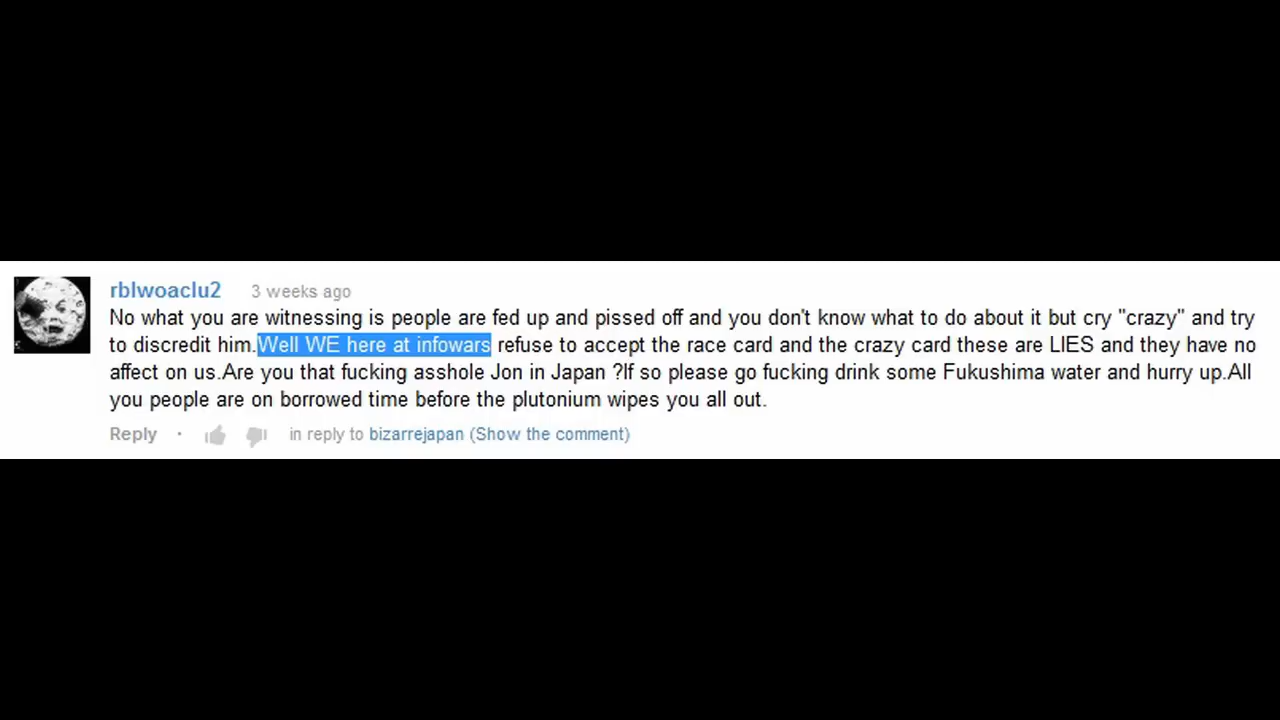 rblwoaclu2 3 weeks ago
No what you are witnessing is people are fed up and pissed off and you don't know what to do about it but cry "crazy" and try
to discredit him.Well WE here at infowars refuse to accept the race card and the crazy card these are LIES and they have no
affect on us.Are you that fucking asshole Jon in Japan ?If so please go fucking drink some Fukushima water and hurry up.All
you people are on borrowed time before the plutonium wipes you all out.
Reply · in reply to bizarrejapan (Show the comment)